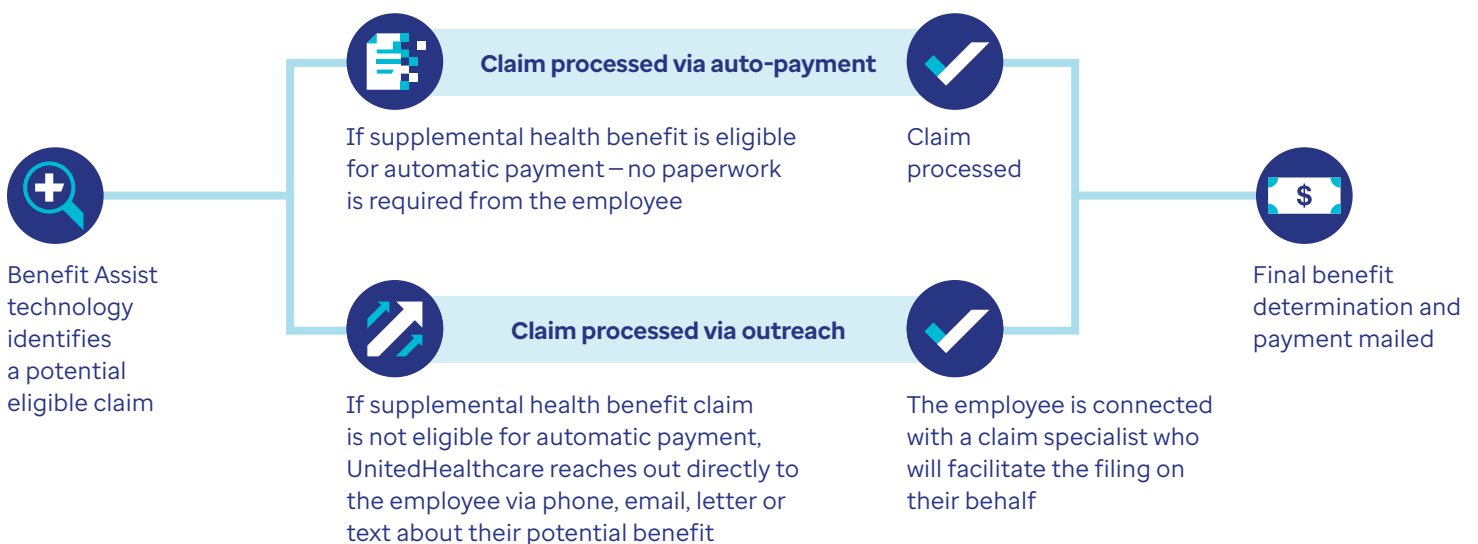 Benefit Assist
technology
identifies
a potential
eligible claim
Claim processed via auto-payment
If supplemental health benefit is eligible
for automatic payment – no paperwork
is required from the employee
Claim
processed
Claim processed via outreach
If supplemental health benefit claim
is not eligible for automatic payment,
UnitedHealthcare reaches out directly to
the employee via phone, email, letter or
text about their potential benefit
The employee is connected
with a claim specialist who
will facilitate the filing on
their behalf
$
Final benefit
determination and
payment mailed